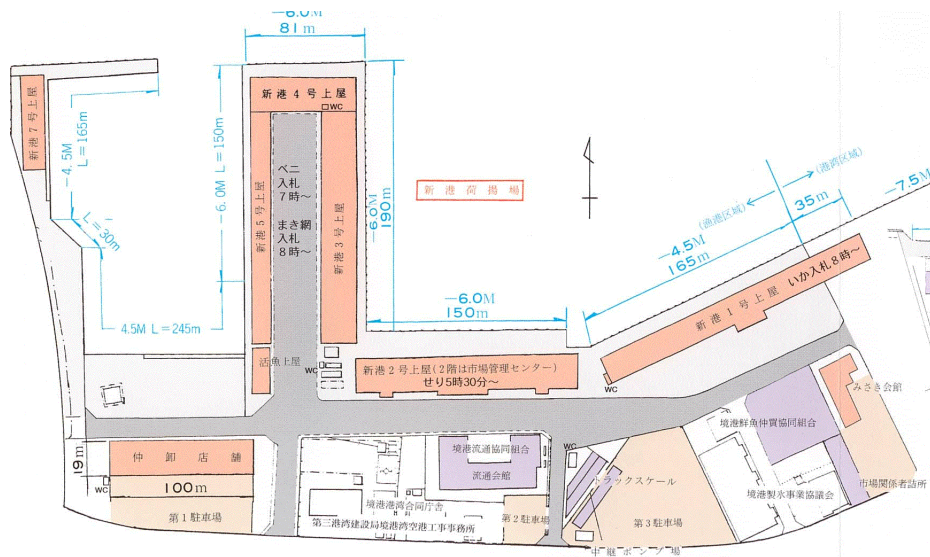 −6.0M
81m
新港4号上屋
WC
新港7号上屋
−4.5M
L=165m
L=30m
−6.0M L=150m
4.5M L=245m
新港5号上屋
ベニ
入札
7時〜
まき網
入札
8時〜
新港3号上屋
−6.0M
190m
新港荷揚場
(港湾区域)
(漁港区域)
35m
−7.5M
−4.5M
165m
−6.0M
150m
新港1号上屋 いか入札8時〜
WC
活魚上屋
WC
新港2号上屋(2階は市場管理センター)
せり5時30分〜
みさき会館
19m
仲卸店舗
WC
100m
第1駐車場
境港流通協同組合
流通会館
境港港湾合同庁舎
第三港湾建設局境港湾空港工事事務所
第2駐車場
WC
トラックスケール
第3駐車場
中継ポンプ場
境港鮮魚仲買協同組合
境港製氷事業協議会
市場関係者詰所